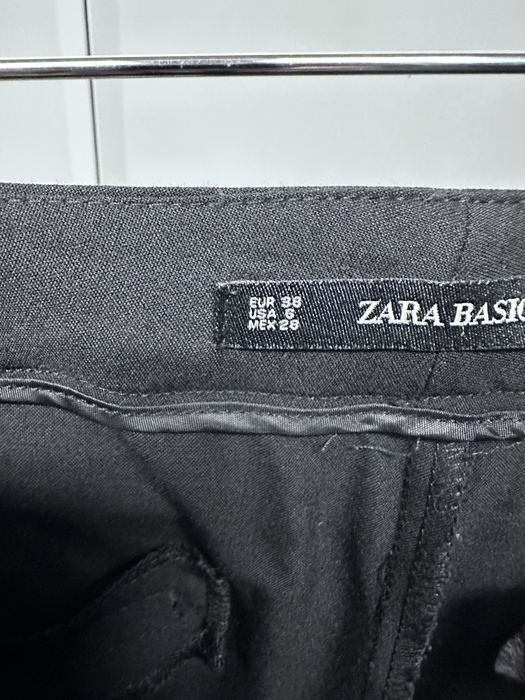 EUR 38
USA 6
MEX 28
ZARA BASIC